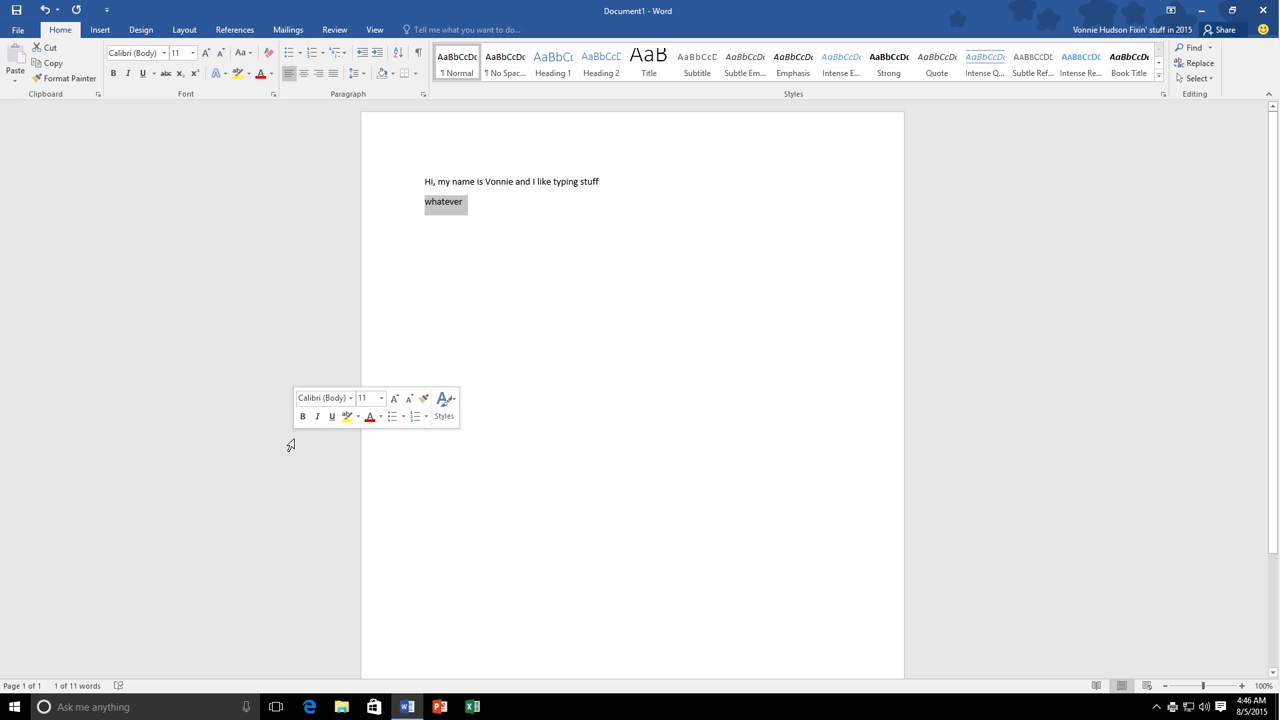 Document1 - Word
File Home Insert Design Layout References Mailings Review View Tell me what you want to do... Vonnie Hudson Fixin' stuff in 2015 Share
Paste Cut Copy Format Painter Clipboard
Calibri (Body) 11 Font
Paragraph
AaBbCcDc AaBbCcDc AaBbCc AaBbCcD AaB AaBbCcD AaBbCcDc AaBbCcDc AaBbCcDc AaBbCcDc AaBbCcDc AaBbCcDc AaBbCcDc AaBbCcDc AaBbCcDc
¶ Normal ¶ No Spac... Heading 1 Heading 2 Title Subtitle Subtle Em... Emphasis Intense E... Strong Quote Intense Q... Subtle Ref... Intense Re... Book Title
Styles
Find Replace Select Editing
Hi, my name is Vonnie and I like typing stuff
whatever
Calibri (Body) 11
B I U Styles
Page 1 of 1 1 of 11 words 100%
Ask me anything
4:46 AM
8/5/2015